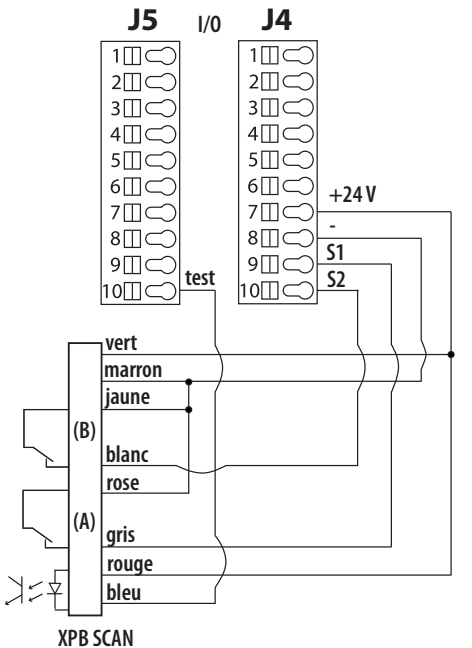 J5 I/O J4
1 1
2 2
3 3
4 4
5 5
6 6
7 7 +24 V
8 8 -
9 9 S1
10 test 10 S2
vert
marron
jaune
(B)
blanc
rose
(A)
gris
rouge
bleu
XPB SCAN